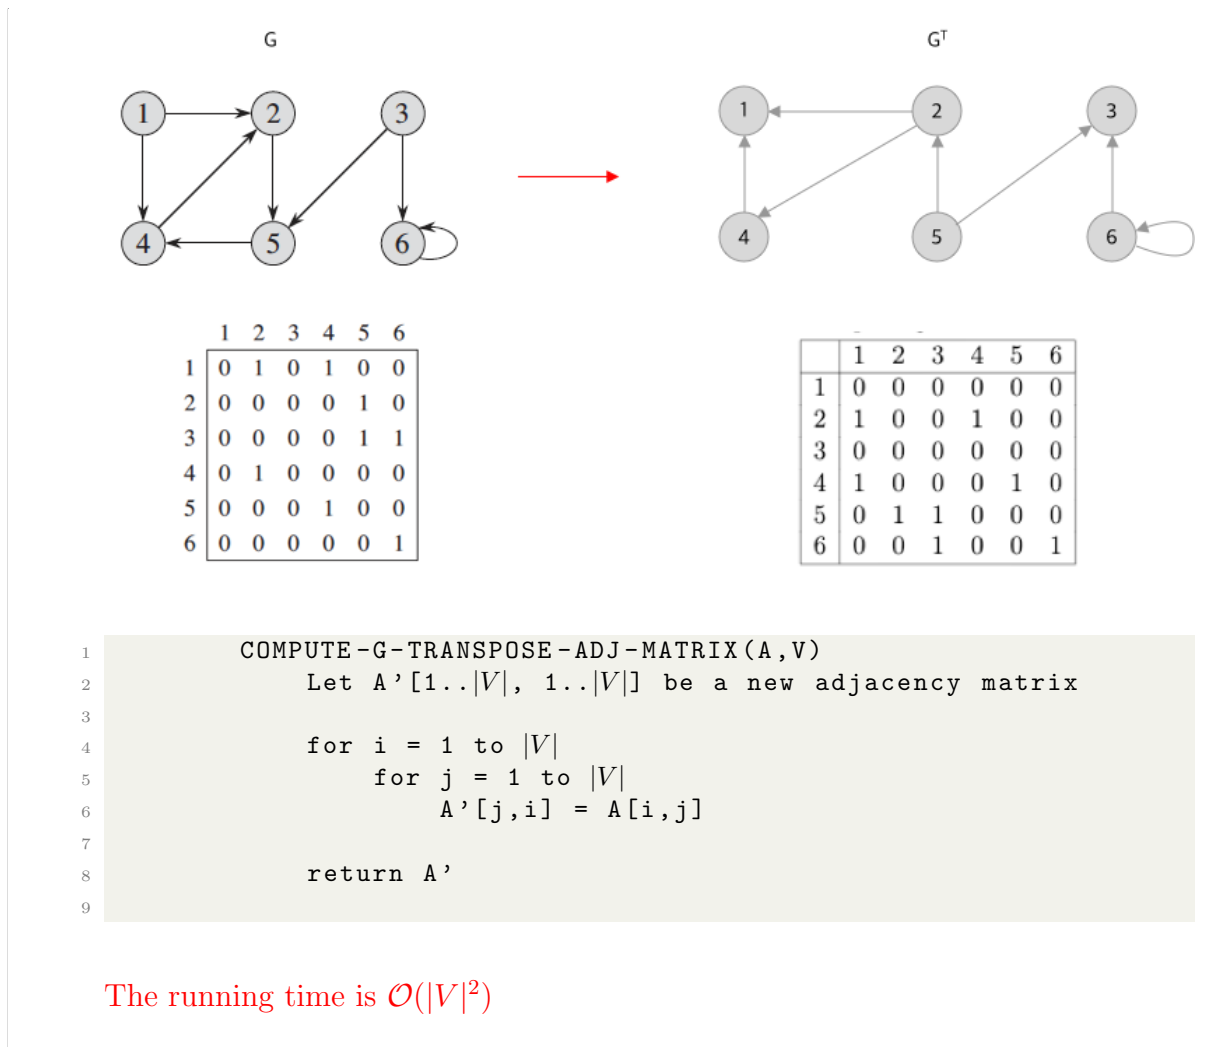 G
G^T
1 2 3
4 5 6
1 2 3
4 5 6
1 2 3 4 5 6
1 0 1 0 1 0 0
2 0 0 0 0 1 0
3 0 0 0 0 1 1
4 0 1 0 0 0 0
5 0 0 0 1 0 0
6 0 0 0 0 0 1
1 2 3 4 5 6
1 0 0 0 0 0 0
2 1 0 0 1 0 0
3 0 0 0 0 0 0
4 1 0 0 0 1 0
5 0 1 1 0 0 0
6 0 0 1 0 0 1
1 COMPUTE-G-TRANSPOSE-ADJ-MATRIX(A,V)
2 Let A'[1..|V|, 1..|V|] be a new adjacency matrix
3
4 for i = 1 to |V|
5 for j = 1 to |V|
6 A'[j,i] = A[i,j]
7
8 return A'
9
The running time is O(|V|²)